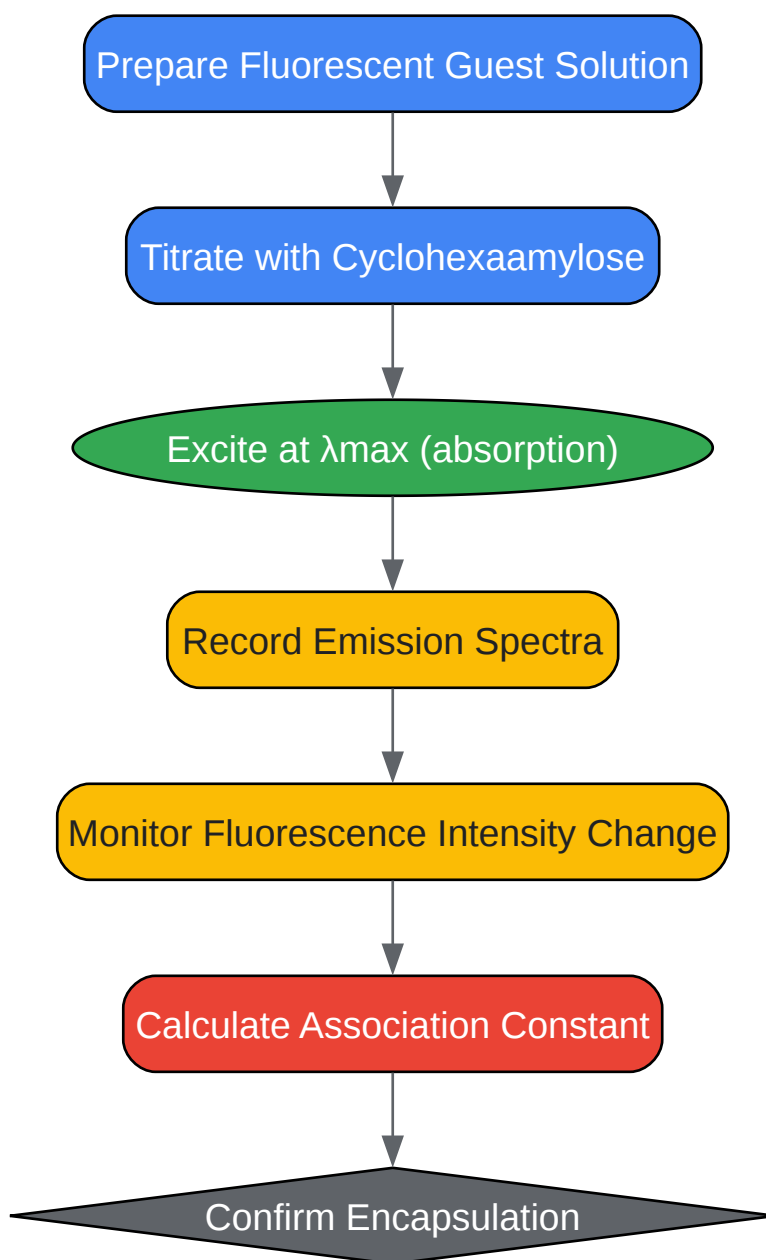 Prepare Fluorescent Guest Solution
Titrate with Cyclohexaamylose
Excite at λmax (absorption)
Record Emission Spectra
Monitor Fluorescence Intensity Change
Calculate Association Constant
Confirm Encapsulation